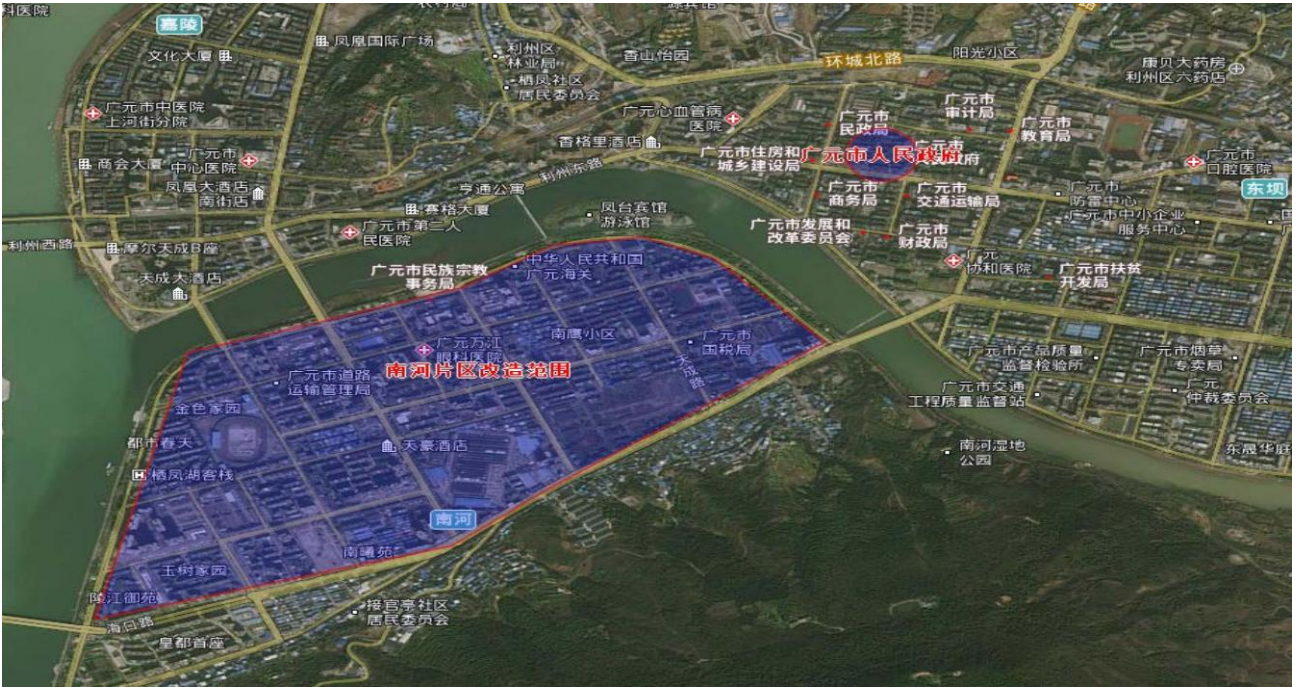 科医院
嘉陵
文化大厦
凤凰国际广场
利州区
林业局
栖凤社区
居民委员会
香山怡园
环城北路
阳光小区
康贝大药房
利州区六药店
广元市中医院
上河街分院
广元心血管病
医院
广元市
民政局
广元市
审计局
广元市
教育局
商会大厦
广元市
中心医院
香格里酒店
广元市住房和
城乡建设局
广元市人民政府
广元市
口腔医院
东坝
凤凰大酒店
南街店
亨通公寓
利州东路
赛格大厦
凤台宾馆
游泳馆
广元市
商务局
广元市
交通运输局
广元市
防雷中心
广元市中小企业
服务中心
利州西路
摩尔天成B座
广元市第二人
民医院
广元市发展和
改革委员会
广元市
财政局
天成大酒店
广元市民族宗教
事务局
中华人民共和国
广元海关
广元
协和医院
广元市扶贫
开发局
南鹰小区
广元万江
眼科医院
广元市
国税局
天成路
南河片区改造范围
广元市道路
运输管理局
广元市产品质量
监督检验所
广元市烟草
专卖局
广元
仲裁委员会
广元市交通
工程质量监督站
金色家园
都市春天
天豪酒店
南河湿地
公园
东晟华庭
栖凤湖客栈
南河
南曦苑
玉树家园
陵江御苑
海口路
接官亭社区
居民委员会
皇都首座